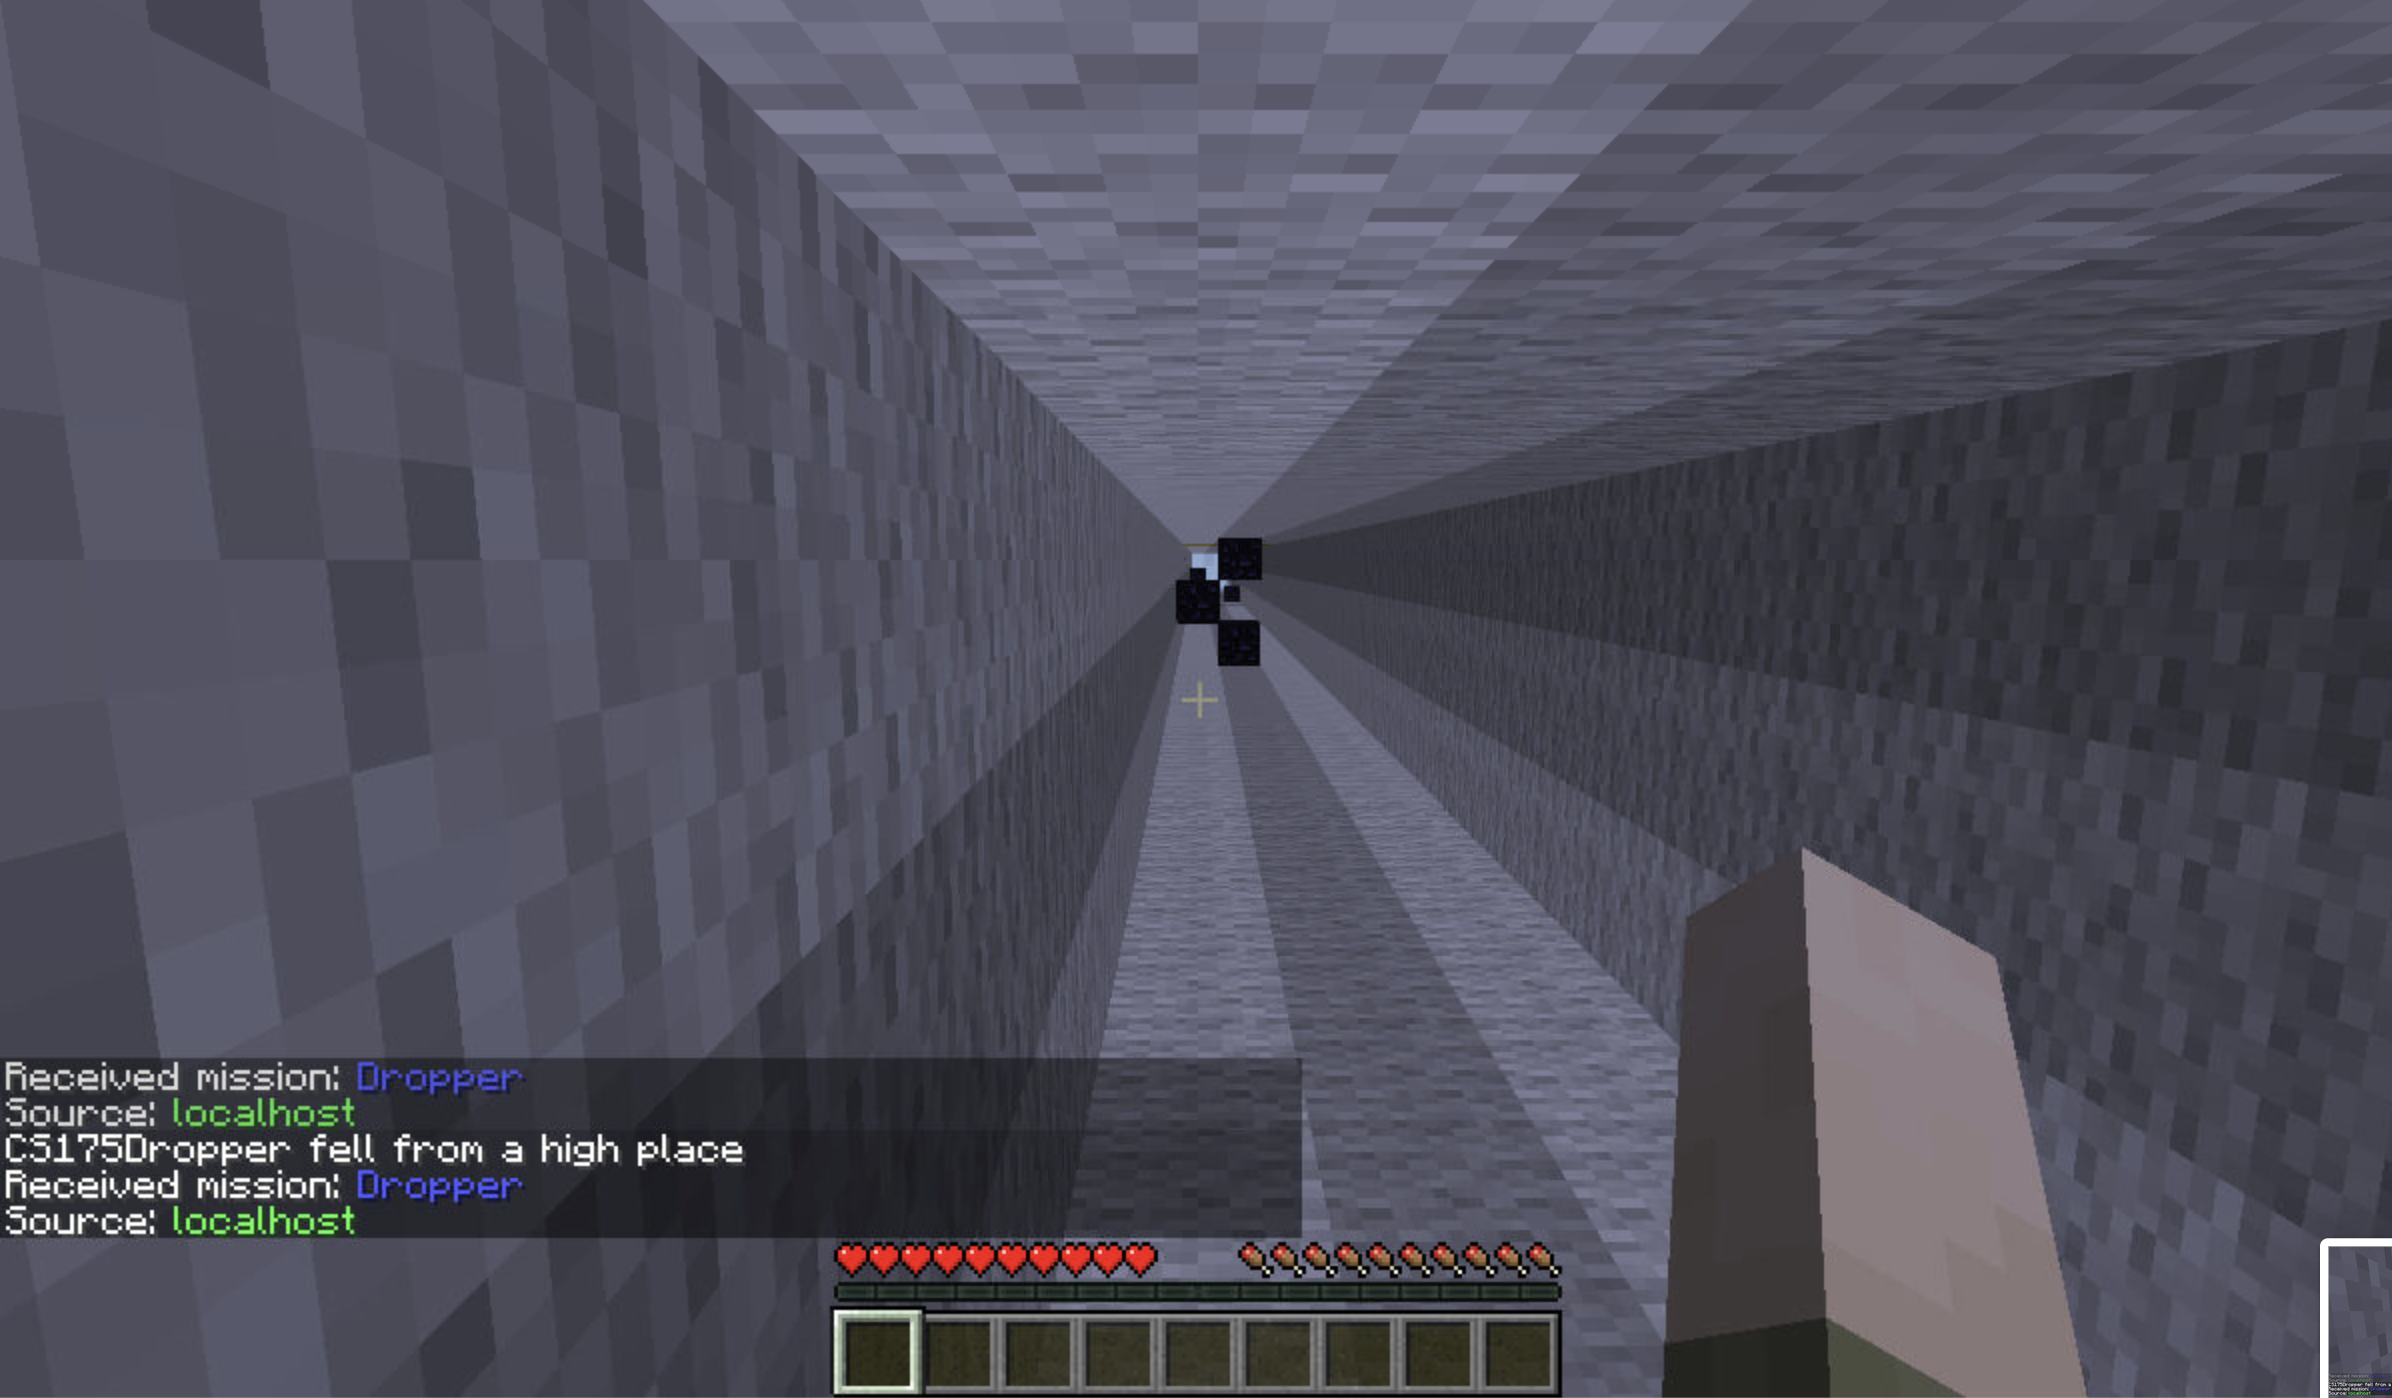 Received mission: Dropper
Source: localhost
CS175Dropper fell from a high place
Received mission: Dropper
Source: localhost